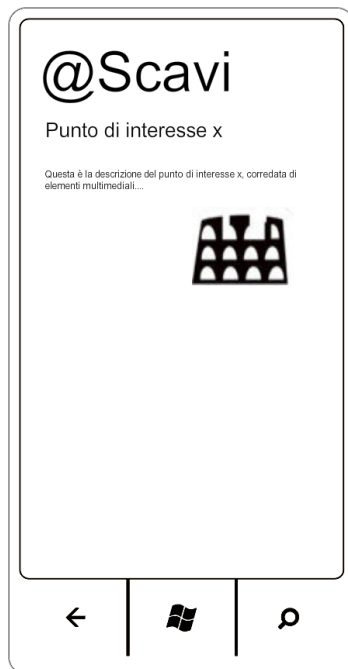 @Scavi
Punto di interesse x
Questa è la descrizione del punto di interesse x, corredata di
elementi multimediali....